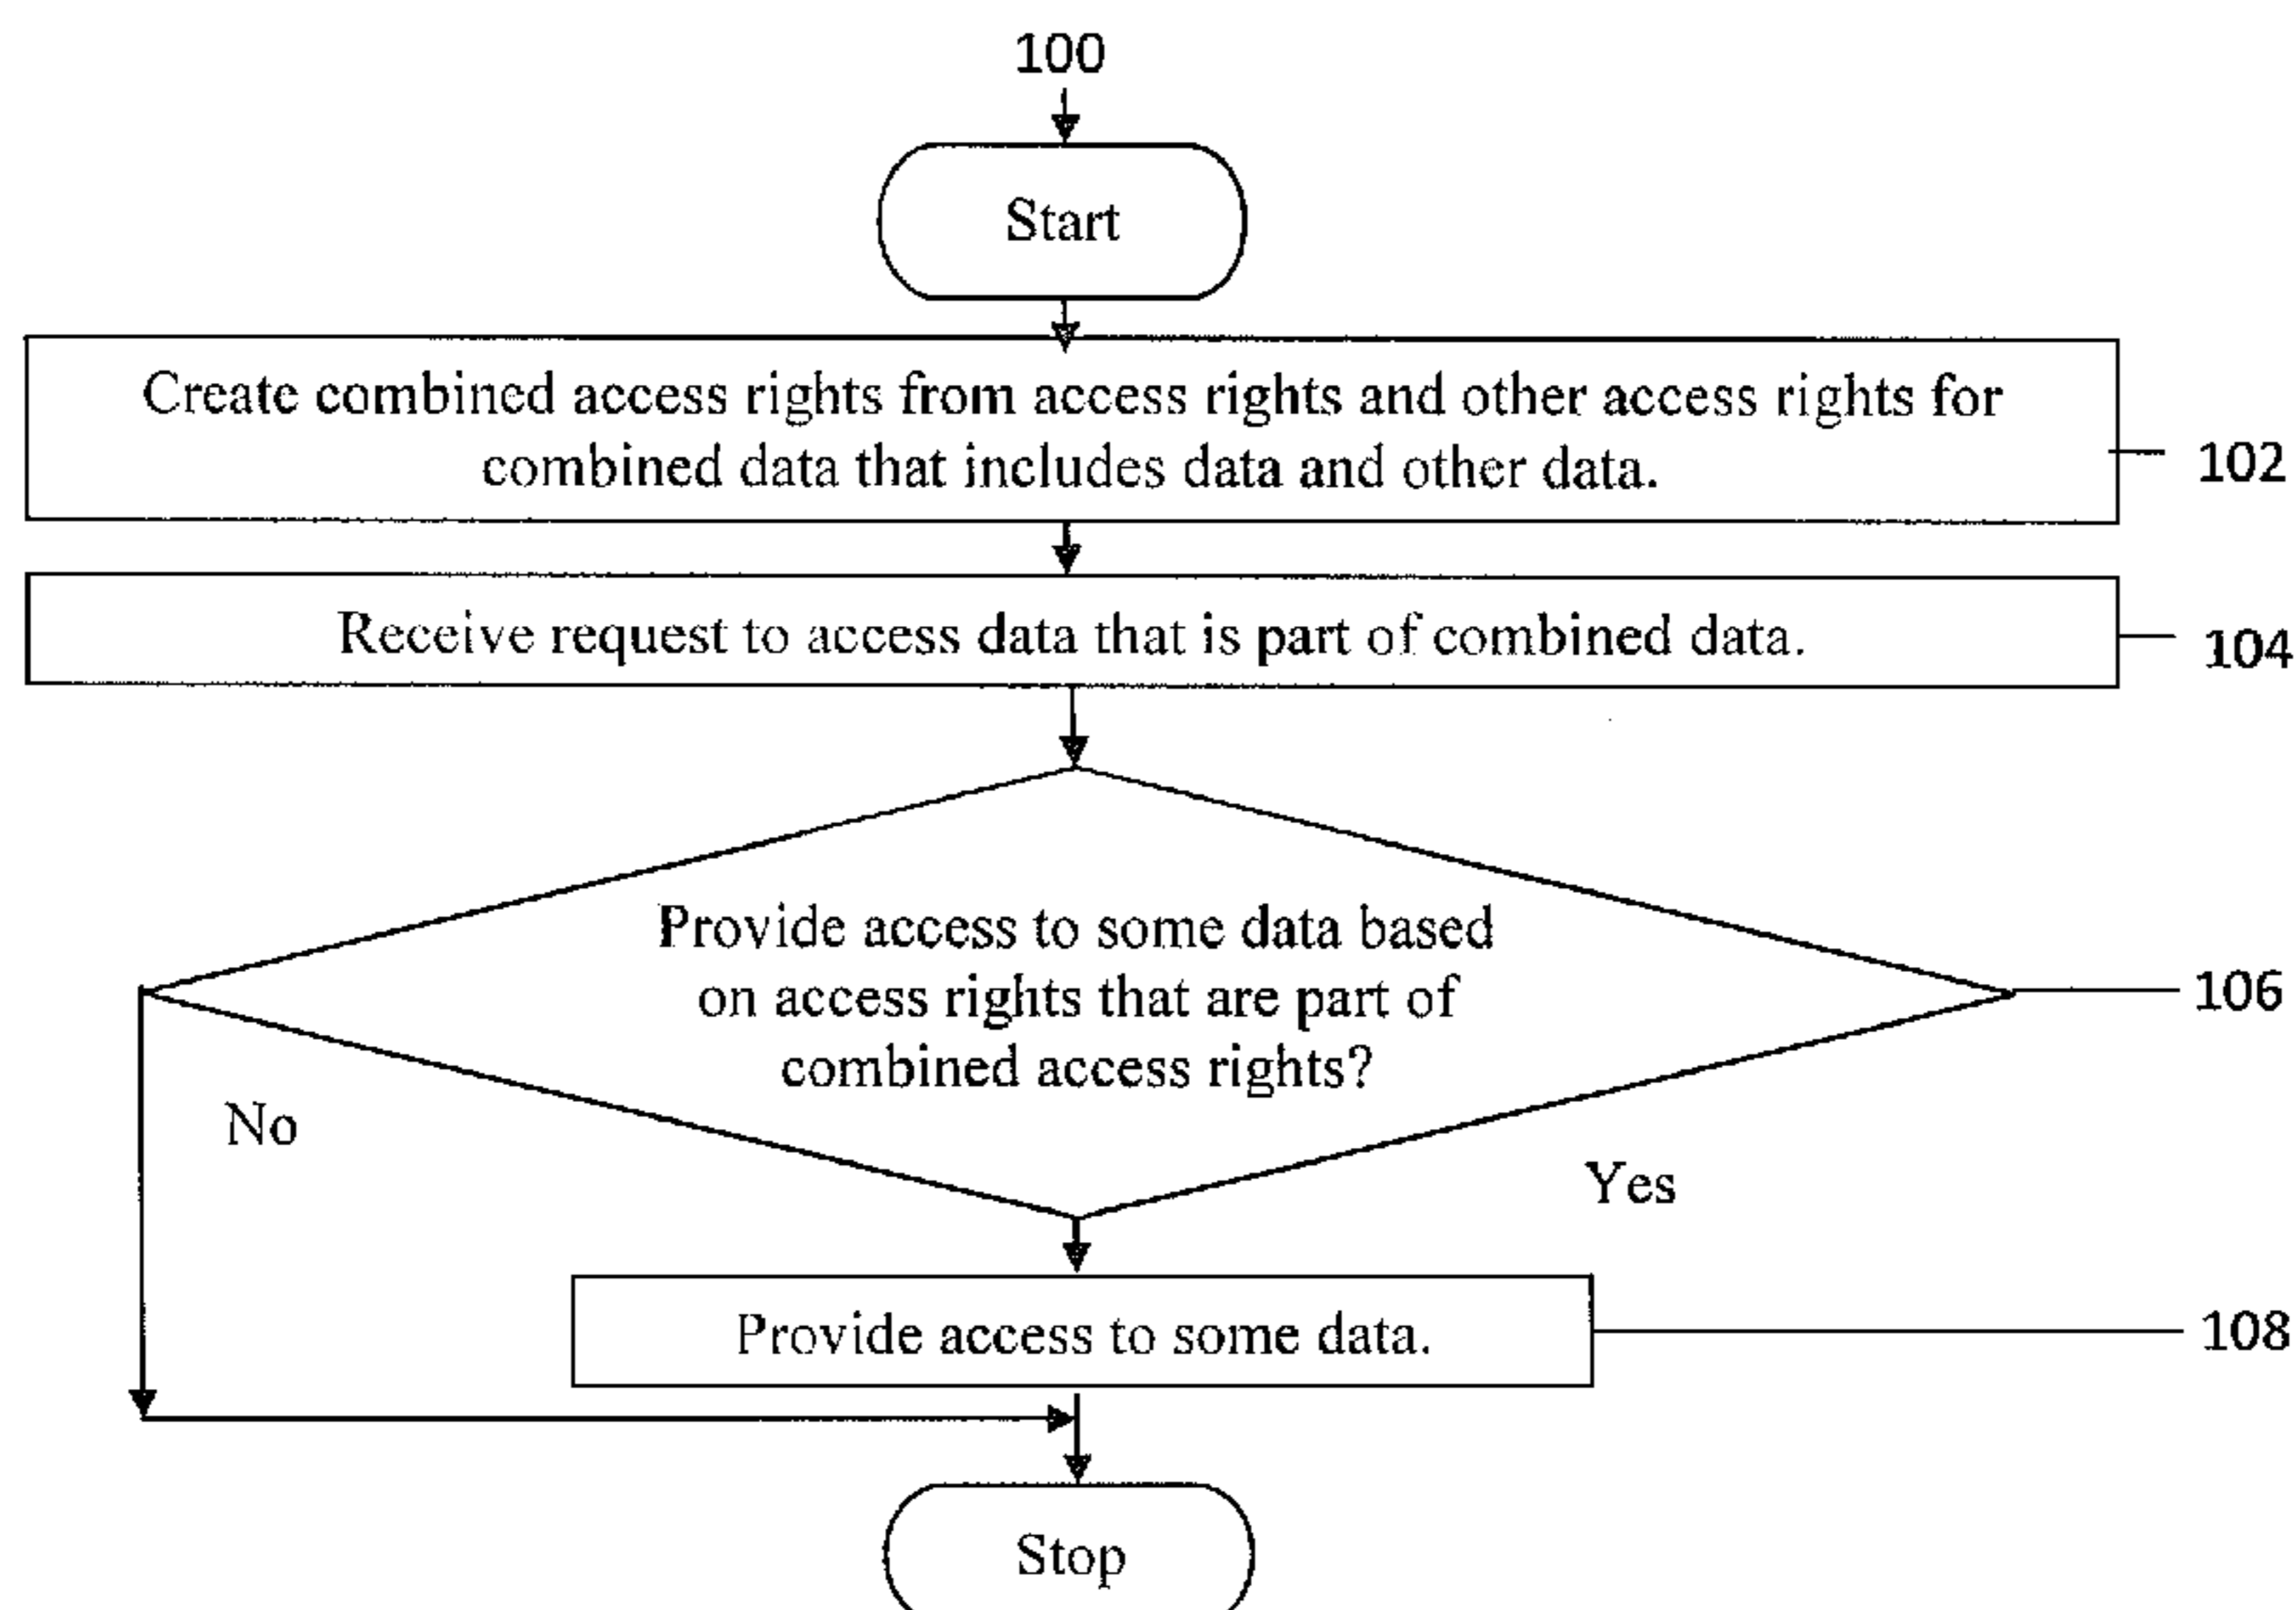 100
Start
Create combined access rights from access rights and other access rights for
combined data that includes data and other data.
102
Receive request to access data that is part of combined data.
104
Provide access to some data based
on access rights that are part of
combined access rights?
106
No
Yes
Provide access to some data.
108
Stop